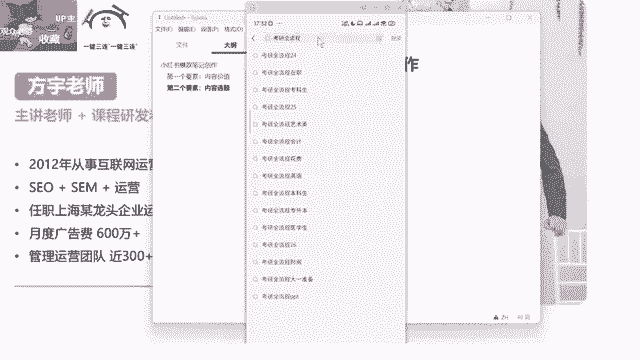 UP主
观众
收藏
一键三连"一键三连"
方宇老师
主讲老师 + 课程研发
• 2012年从事互联网运营
• SEO + SEM + 运营
• 任职上海某龙头企业运
• 月度广告费 600万+
• 管理运营团队 近300+
文件
大纲
小红书爆款笔记创作
第一个要素：内容价值
第二个要素：内容选题
作
17:32
考研全流程
搜索
考研全流程24
考研全流程在职
考研全流程专科生
考研全流程25
考研全流程艺术类
考研全流程会计
考研全流程花费
考研全流程英语
考研全流程本科生
考研全流程专升本
考研全流程医学生
考研全流程26
考研全流程时间
考研全流程大一准备
考研全流程ppt
ZH